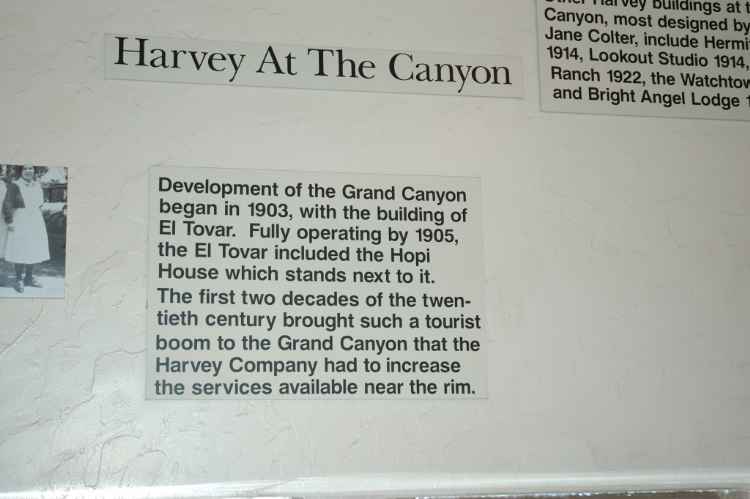 Harvey At The Canyon
Other Harvey buildings at
Canyon, most designed by
Jane Colter, include
1914, Lookout Studio 1914,
Ranch 1922, the
and Bright Angel Lodge
Development of the Grand Canyon
began in 1903, with the building of
El Tovar. Fully operating by 1905,
the El Tovar included the Hopi
House which stands next to it.
The first two decades of the twen-
tieth century brought such a tourist
boom to the Grand Canyon that the
Harvey Company had to increase
the services available near the rim.